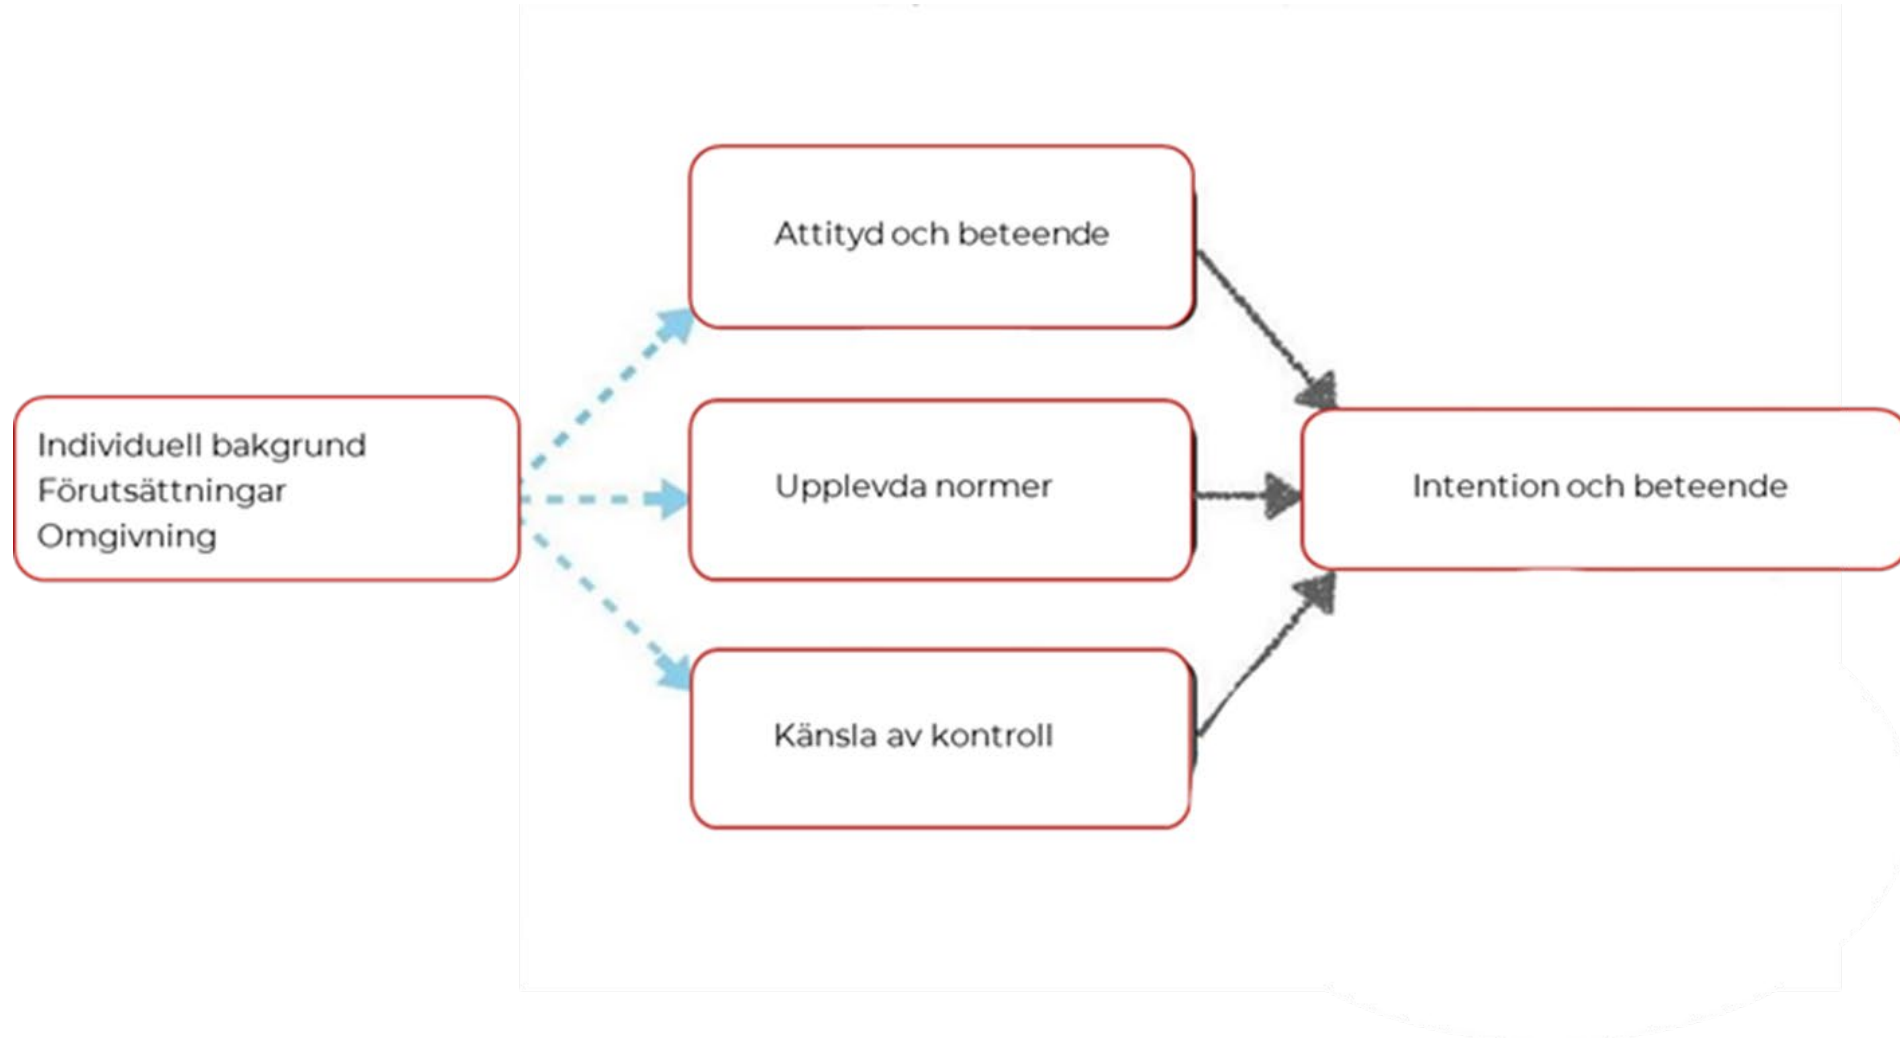 Attityd och beteende
Individuell bakgrund
Förutsättningar
Omgivning
Upplevda normer
Intention och beteende
Känsla av kontroll